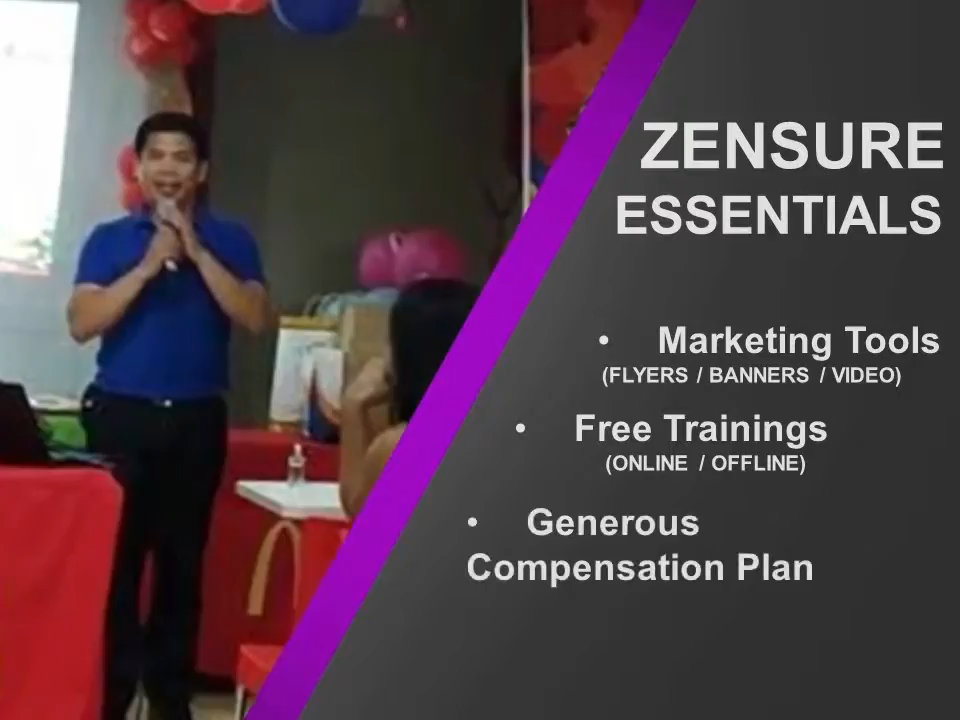 ZENSURE
ESSENTIALS
• Marketing Tools
(FLYERS / BANNERS / VIDEO)
• Free Trainings
(ONLINE / OFFLINE)
• Generous
Compensation Plan